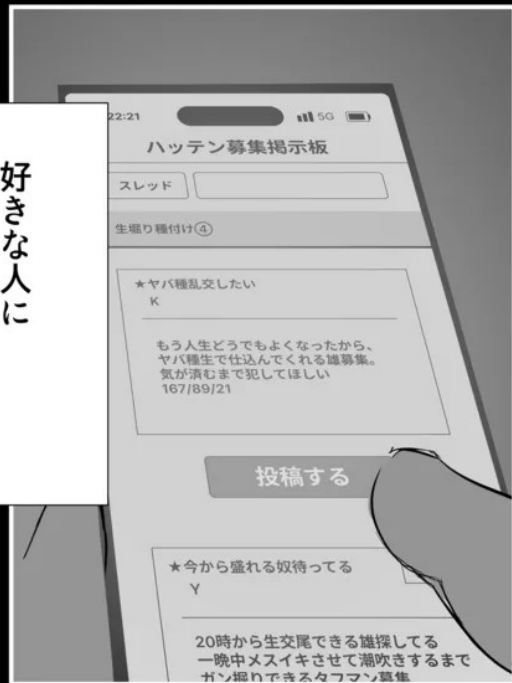 好きな人に
22:21
5G
ハッテン募集掲示板
スレッド
生堀り種付け④
★ヤバ種乱交したい
K
もう人生どうでもよくなったから、
ヤバ種生で仕込んでくれる雄募集。
気が済むまで犯してほしい
167/89/21
投稿する
★今から盛れる奴待ってる
Y
20時から生交尾できる雄探してる
一晩中メスイキさせて潮吹きするまで
ガン掘りできるタフマン募集